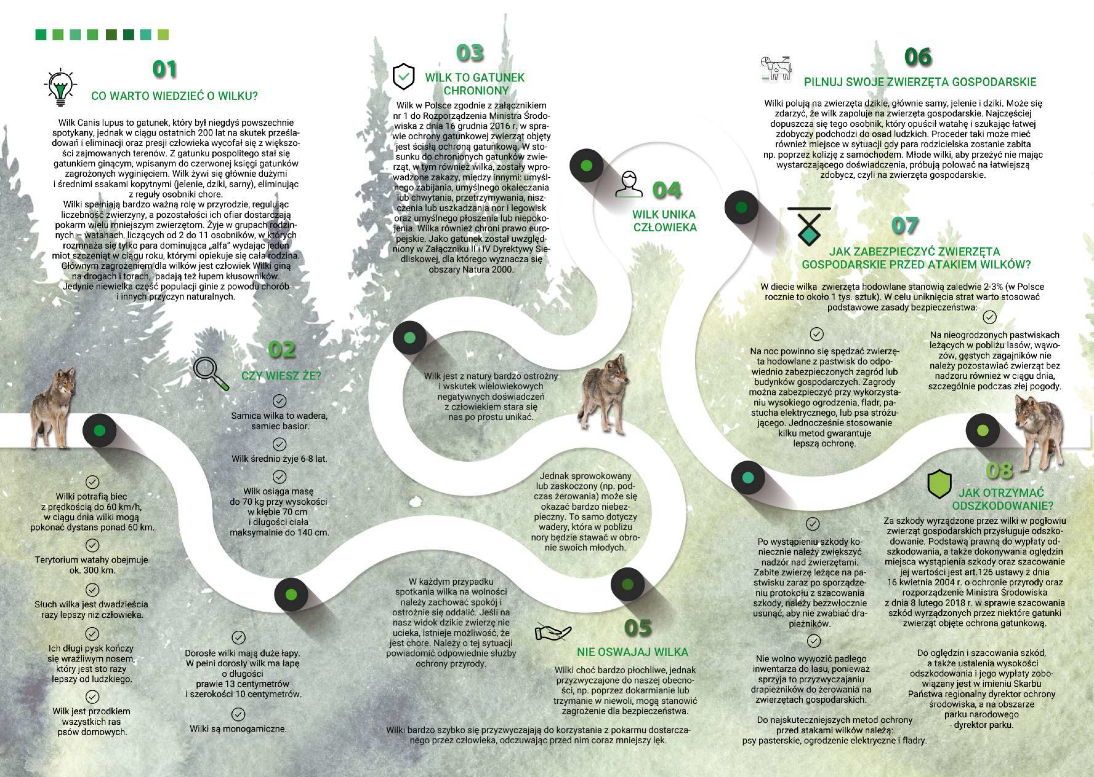 01
CO WARTO WIEDZIEĆ O WILKU?
Wilk Canis lupus to gatunek, który był niegdyś powszechnie
spotykany, jednak w ciągu ostatnich 200 lat na skutek prześla-
dowań i eliminacji oraz presji człowieka wycofał się z większo-
ści zajmowanych terenów. Z gatunku pospolitego stał się
gatunkiem ginącym, wpisanym do czerwonej księgi gatunków
zagrożonych wyginięciem. Wilk żywi się głównie dużymi
i średnimi ssakami kopytnymi (jelenie, dziki, sarny), eliminując
z reguły osobniki chore.
Wilki spełniają bardzo ważną rolę w przyrodzie, regulując
liczebność zwierzyny, a pozostałości ich ofiar dostarczają
pokarm wielu mniejszym zwierzętom. Żyje w grupach rodzin-
nych – watahach, liczących od 2 do 11 osobników, w których
rozmnaża się tylko para dominująca „alfa” wydając jeden
miot szczeniąt w ciągu roku, którymi opiekuje się cała rodzina.
Głównym zagrożeniem dla wilków jest człowiek Wilki giną
na drogach i torach, padają też łupem kłusowników.
Jedynie niewielka część populacji ginie z powodu chorób
i innych przyczyn naturalnych.
02
CZY WIESZ ŻE?
Samica wilka to wadera,
samiec basior.
Wilk średnio żyje 6-8 lat.
Wilk osiąga masę
do 70 kg przy wysokości
w kłębie 70 cm
i długości ciała
maksymalnie do 140 cm.
Wilki potrafią biec
z prędkością do 60 km/h,
w ciągu dnia wilki mogą
pokonać dystans ponad 60 km.
Terytorium watahy obejmuje
ok. 300 km.
Słuch wilka jest dwadzieścia
razy lepszy niż człowieka.
Ich długi pysk kończy
się wrażliwym nosem,
który jest sto razy
lepszy od ludzkiego.
Wilk jest przodkiem
wszystkich ras
psów domowych.
Dorosłe wilki mają duże łapy.
W pełni dorosły wilk ma łapę
o długości
prawie 13 centymetrów
i szerokości 10 centymetrów.
Wilki są monogamiczne.
03
WILK TO GATUNEK
CHRONIONY
Wilk w Polsce zgodnie z załącznikiem
nr 1 do Rozporządzenia Ministra Środo-
wiska z dnia 16 grudnia 2016 r. w spra-
wie ochrony gatunkowej zwierząt objęty
jest ścisłą ochroną gatunkową. W sto-
sunku do chronionych gatunków zwie-
rząt, w tym również wilka, zostały wpro-
wadzone zakazy, między innymi: umyśl-
nego zabijania, umyślnego okaleczania
lub chwytania, przetrzymywania, nisz-
czenia lub uszkadzania nor i legowisk
oraz umyślnego płoszenia lub niepoko-
jenia. Wilka również chroni prawo euro-
pejskie. Jako gatunek został uwzględ-
niony w Załączniku II i IV Dyrektywy Sie-
dliskowej, dla którego wyznacza się
obszary Natura 2000.
04
WILK UNIKA
CZŁOWIEKA
Wilk jest z natury bardzo ostrożny
i wskutek wielowiekowych
negatywnych doświadczeń
z człowiekiem stara się
nas po prostu unikać.
Jednak sprowokowany
lub zaskoczony (np. pod-
czas żerowania) może się
okazać bardzo niebez-
pieczny. To samo dotyczy
wadery, która w pobliżu
nory będzie stawać w obro-
nie swoich młodych.
W każdym przypadku
spotkania wilka na wolności
należy zachować spokój i
ostrożnie się oddalić. Jeśli na
nasz widok dzikie zwierzę nie
ucieka, istnieje możliwość, że
jest chore. Należy o tej sytuacji
powiadomić odpowiednie służby
ochrony przyrody.
05
NIE OSWAJAJ WILKA
Wilki choć bardzo płochliwe, jednak
przyzwyczajone do naszej obecno-
ści, np. poprzez dokarmianie lub
trzymanie w niewoli, mogą stanowić
zagrożenie dla bezpieczeństwa.
Wilki bardzo szybko się przyzwyczajają do korzystania z pokarmu dostarcza-
nego przez człowieka, odczuwając przed nim coraz mniejszy lęk.
06
PILNUJ SWOJE ZWIERZĘTA GOSPODARSKIE
Wilki polują na zwierzęta dzikie, głównie sarny, jelenie i dziki. Może się
zdarzyć, że wilk zapoluje na zwierzęta gospodarskie. Najczęściej
dopuszcza się tego osobnik, który opuścił watahę i szukając łatwej
zdobyczy podchodzi do osad ludzkich. Proceder taki może mieć
również miejsce w sytuacji gdy para rodzicielska zostanie zabita
np. poprzez kolizję z samochodem. Młode wilki, aby przeżyć nie mając
wystarczającego doświadczenia, próbują polować na łatwiejszą
zdobycz, czyli na zwierzęta gospodarskie.
07
JAK ZABEZPIECZYĆ ZWIERZĘTA
GOSPODARSKIE PRZED ATAKIEM WILKÓW?
W diecie wilka zwierzęta hodowlane stanowią zaledwie 2-3% (w Polsce
rocznie to około 1 tys. sztuk). W celu uniknięcia strat warto stosować
podstawowe zasady bezpieczeństwa:
Na noc powinno się spędzać zwierzę-
ta hodowlane z pastwisk do odpo-
wiednio zabezpieczonych zagród lub
budynków gospodarczych. Zagrody
można zabezpieczyć przy wykorzysta-
niu wysokiego ogrodzenia, fladr, pa-
stucha elektrycznego, lub psa stróżu-
jącego. Jednocześnie stosowanie
kilku metod gwarantuje
lepszą ochronę.
Na nieogrodzonych pastwiskach
leżących w pobliżu lasów, wąwo-
zów, gęstych zagajników nie
należy pozostawiać zwierząt bez
nadzoru również w ciągu dnia,
szczególnie podczas złej pogody.
Po wystąpieniu szkody ko-
niecznie należy zwiększyć
nadzór nad zwierzętami.
Zabite zwierzę leżące na pa-
stwisku zaraz po sporządze-
niu protokołu z szacowania
szkody, należy bezzwłocznie
usunąć, aby nie zwabić dra-
pieżników.
Nie wolno wywozić padłego
inwentarza do lasu, ponieważ
sprzyja to przyzwyczajaniu
drapieżników do żerowania na
zwierzętach gospodarskich.
Do najskuteczniejszych metod ochrony
przed atakami wilków należą:
psy pasterskie, ogrodzenie elektryczne i fladry.
08
JAK OTRZYMAĆ
ODSZKODOWANIE?
Za szkody wyrządzone przez wilki w pogłowiu
zwierząt gospodarskich przysługuje odszko-
dowanie. Podstawą prawną do wypłaty od-
szkodowania, a także dokonywania oględzin
miejsca wystąpienia szkody oraz szacowanie
jej wartości jest art.126 ustawy z dnia
16 kwietnia 2004 r. o ochronie przyrody oraz
rozporządzenie Ministra Środowiska
z dnia 8 lutego 2018 r. w sprawie szacowania
szkód wyrządzonych przez niektóre gatunki
zwierząt objęte ochroną gatunkową.
Do oględzin i szacowania szkód,
a także ustalenia wysokości
odszkodowania i jego wypłaty zobo-
wiązany jest w imieniu Skarbu
Państwa regionalny dyrektor ochrony
środowiska, a na obszarze
parku narodowego
- dyrektor parku.